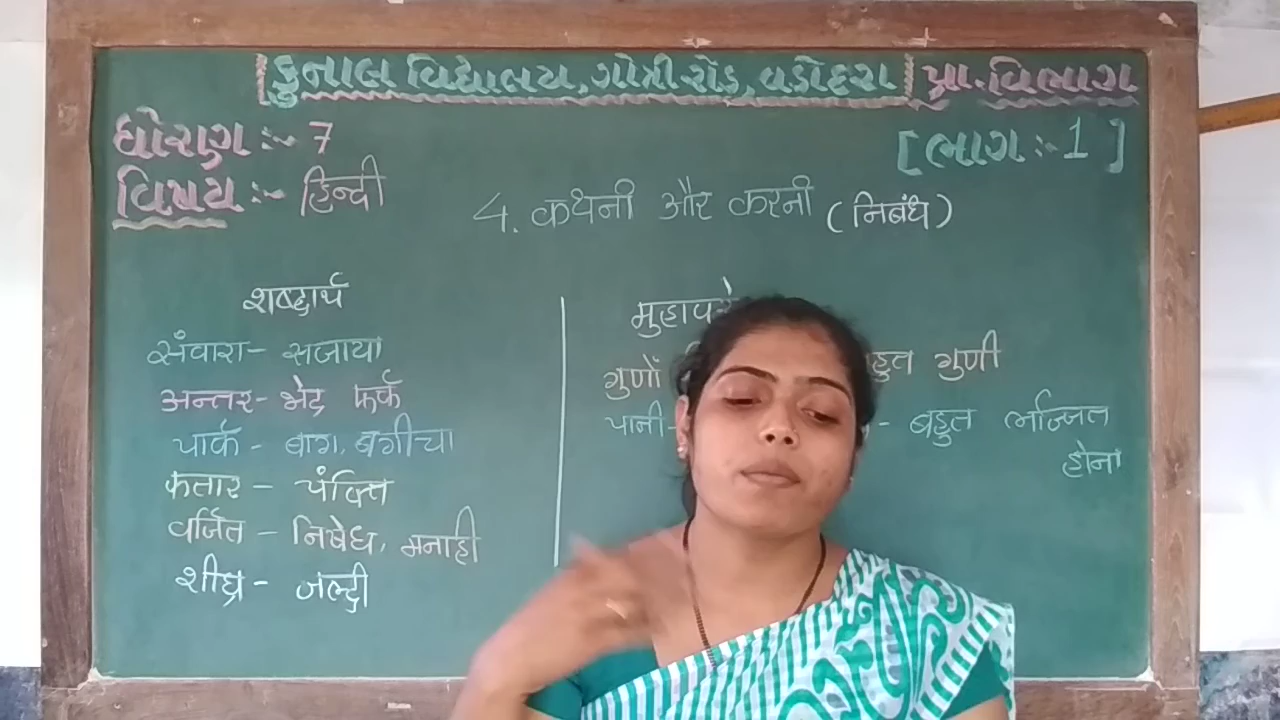 કુનાલ વિદ્યાલય, ગોત્રી રોડ, વડોદરા પ્રા. વિભાગ
ધોરણ :- 7
[ભાગ :- 1]
વિષય :- हिन्दी
4. कथनी और करनी (निबंध)
शब्दार्थ
संवारा - सजाया
अन्तर - भेद फर्क
पार्क - बाग, बगीचा
कतार - पंक्ति
वर्जित - निषेध, मनाही
शीघ्र - जल्दी
गुणों गुणी
पानी - - बहुत लज्जित
होना